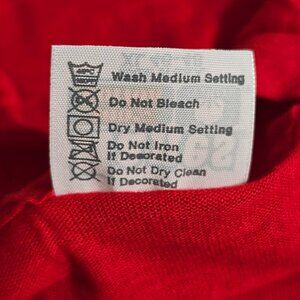 Wash Medium Setting
Do Not Bleach
Dry Medium Setting
Do Not Iron
If Decorated
Do Not Dry Clean
If Decorated